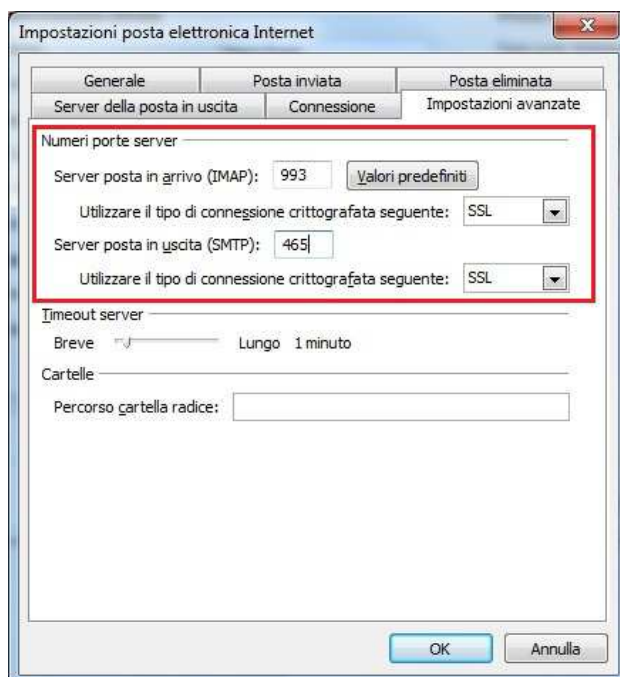 Impostazioni posta elettronica Internet
Generale Posta inviata Posta eliminata
Server della posta in uscita Connessione Impostazioni avanzate
Numeri porte server
Server posta in arrivo (IMAP): 993 Valori predefiniti
Utilizzare il tipo di connessione crittografata seguente: SSL
Server posta in uscita (SMTP): 465
Utilizzare il tipo di connessione crittografata seguente: SSL
Timeout server
Breve Lungo 1 minuto
Cartelle
Percorso cartella radice:
OK Annulla